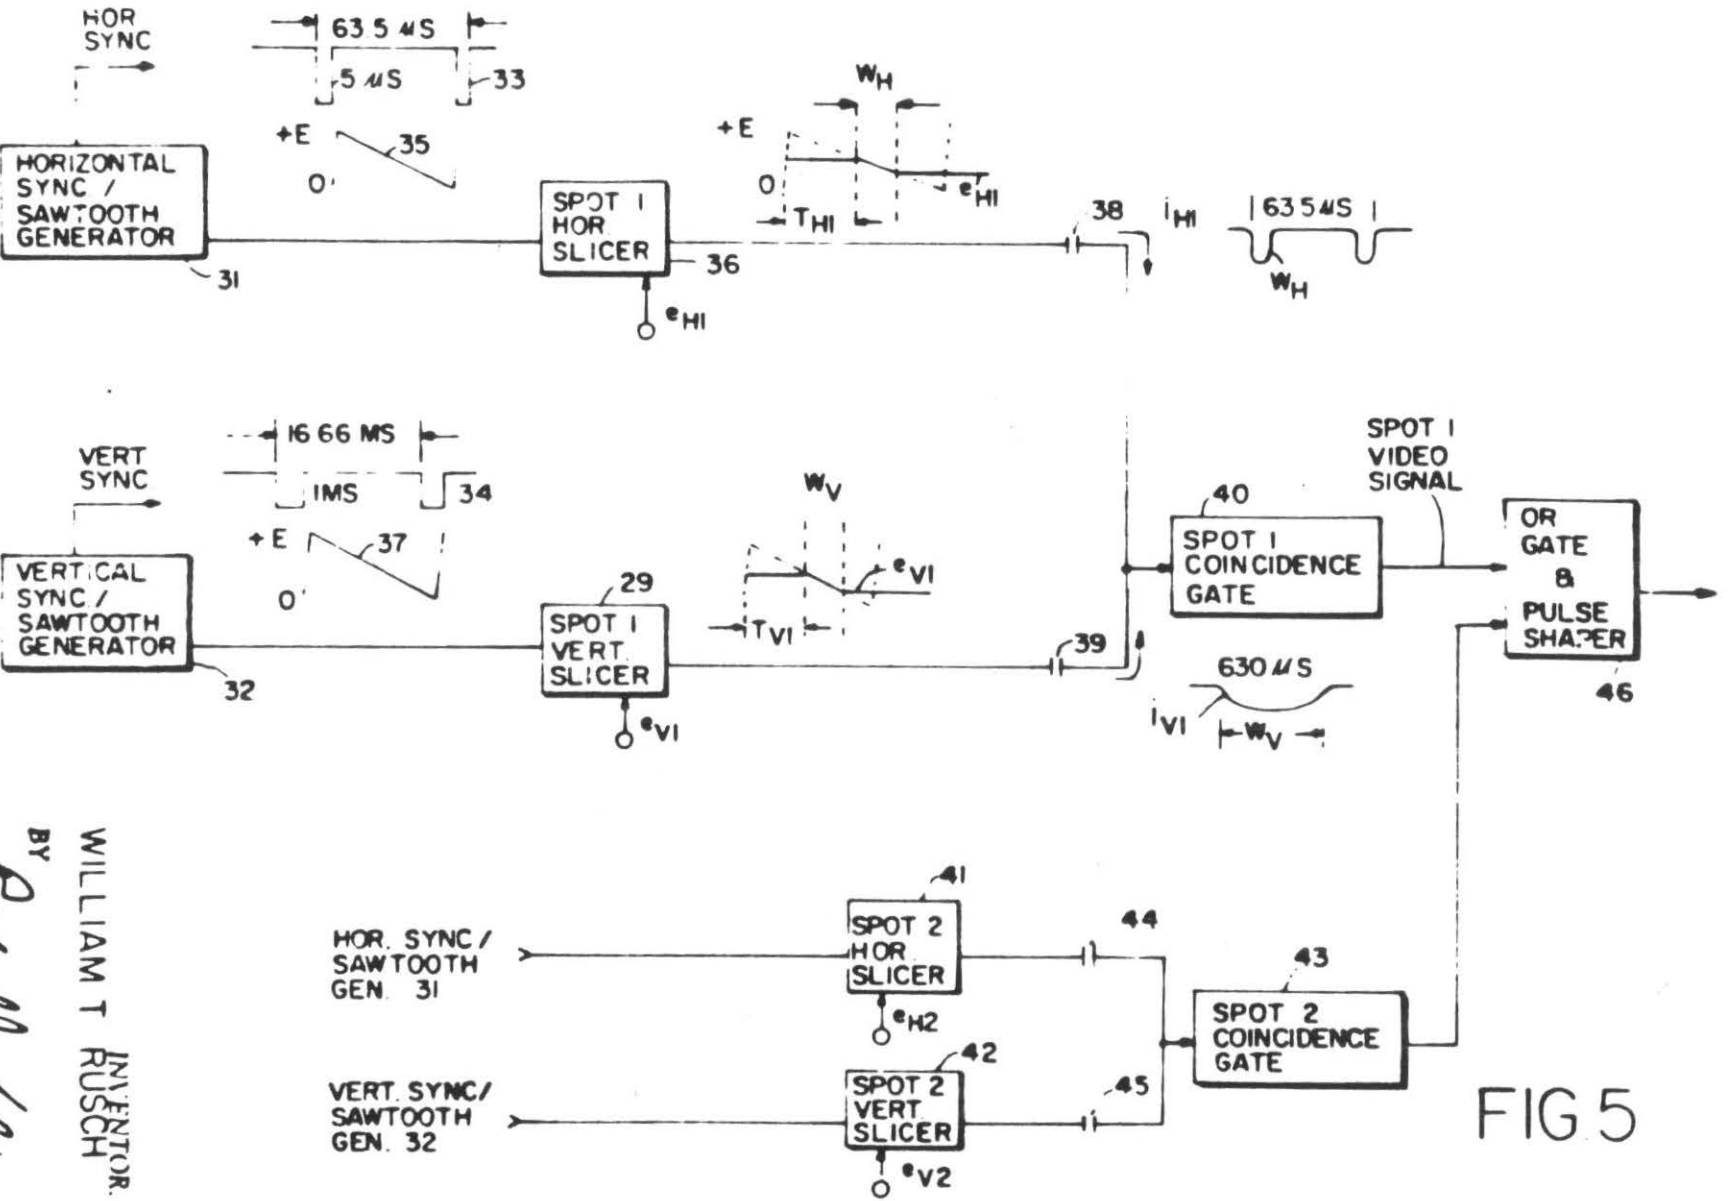 HOR
SYNC
63.5 µS
5 µS
33
+E
35
0
HORIZONTAL
SYNC /
SAWTOOTH
GENERATOR
31
SPOT 1
HOR
SLICER
36
eH1
WH
+E
0
TH1
eH1
38
iH1
63.5 µS
WH
VERT
SYNC
16.66 MS
1MS
34
+E
37
0
VERTICAL
SYNC /
SAWTOOTH
GENERATOR
32
29
SPOT 1
VERT.
SLICER
eV1
WV
eV1
TV1
39
40
SPOT 1
COINCIDENCE
GATE
SPOT 1
VIDEO
SIGNAL
OR
GATE
&
PULSE
SHAPER
46
630 µS
iV1
WV
HOR. SYNC/
SAWTOOTH
GEN. 31
41
SPOT 2
HOR
SLICER
eH2
44
43
SPOT 2
COINCIDENCE
GATE
VERT. SYNC/
SAWTOOTH
GEN. 32
42
SPOT 2
VERT
SLICER
eV2
45
FIG.5
INVENTOR.
WILLIAM T RUSCH
BY